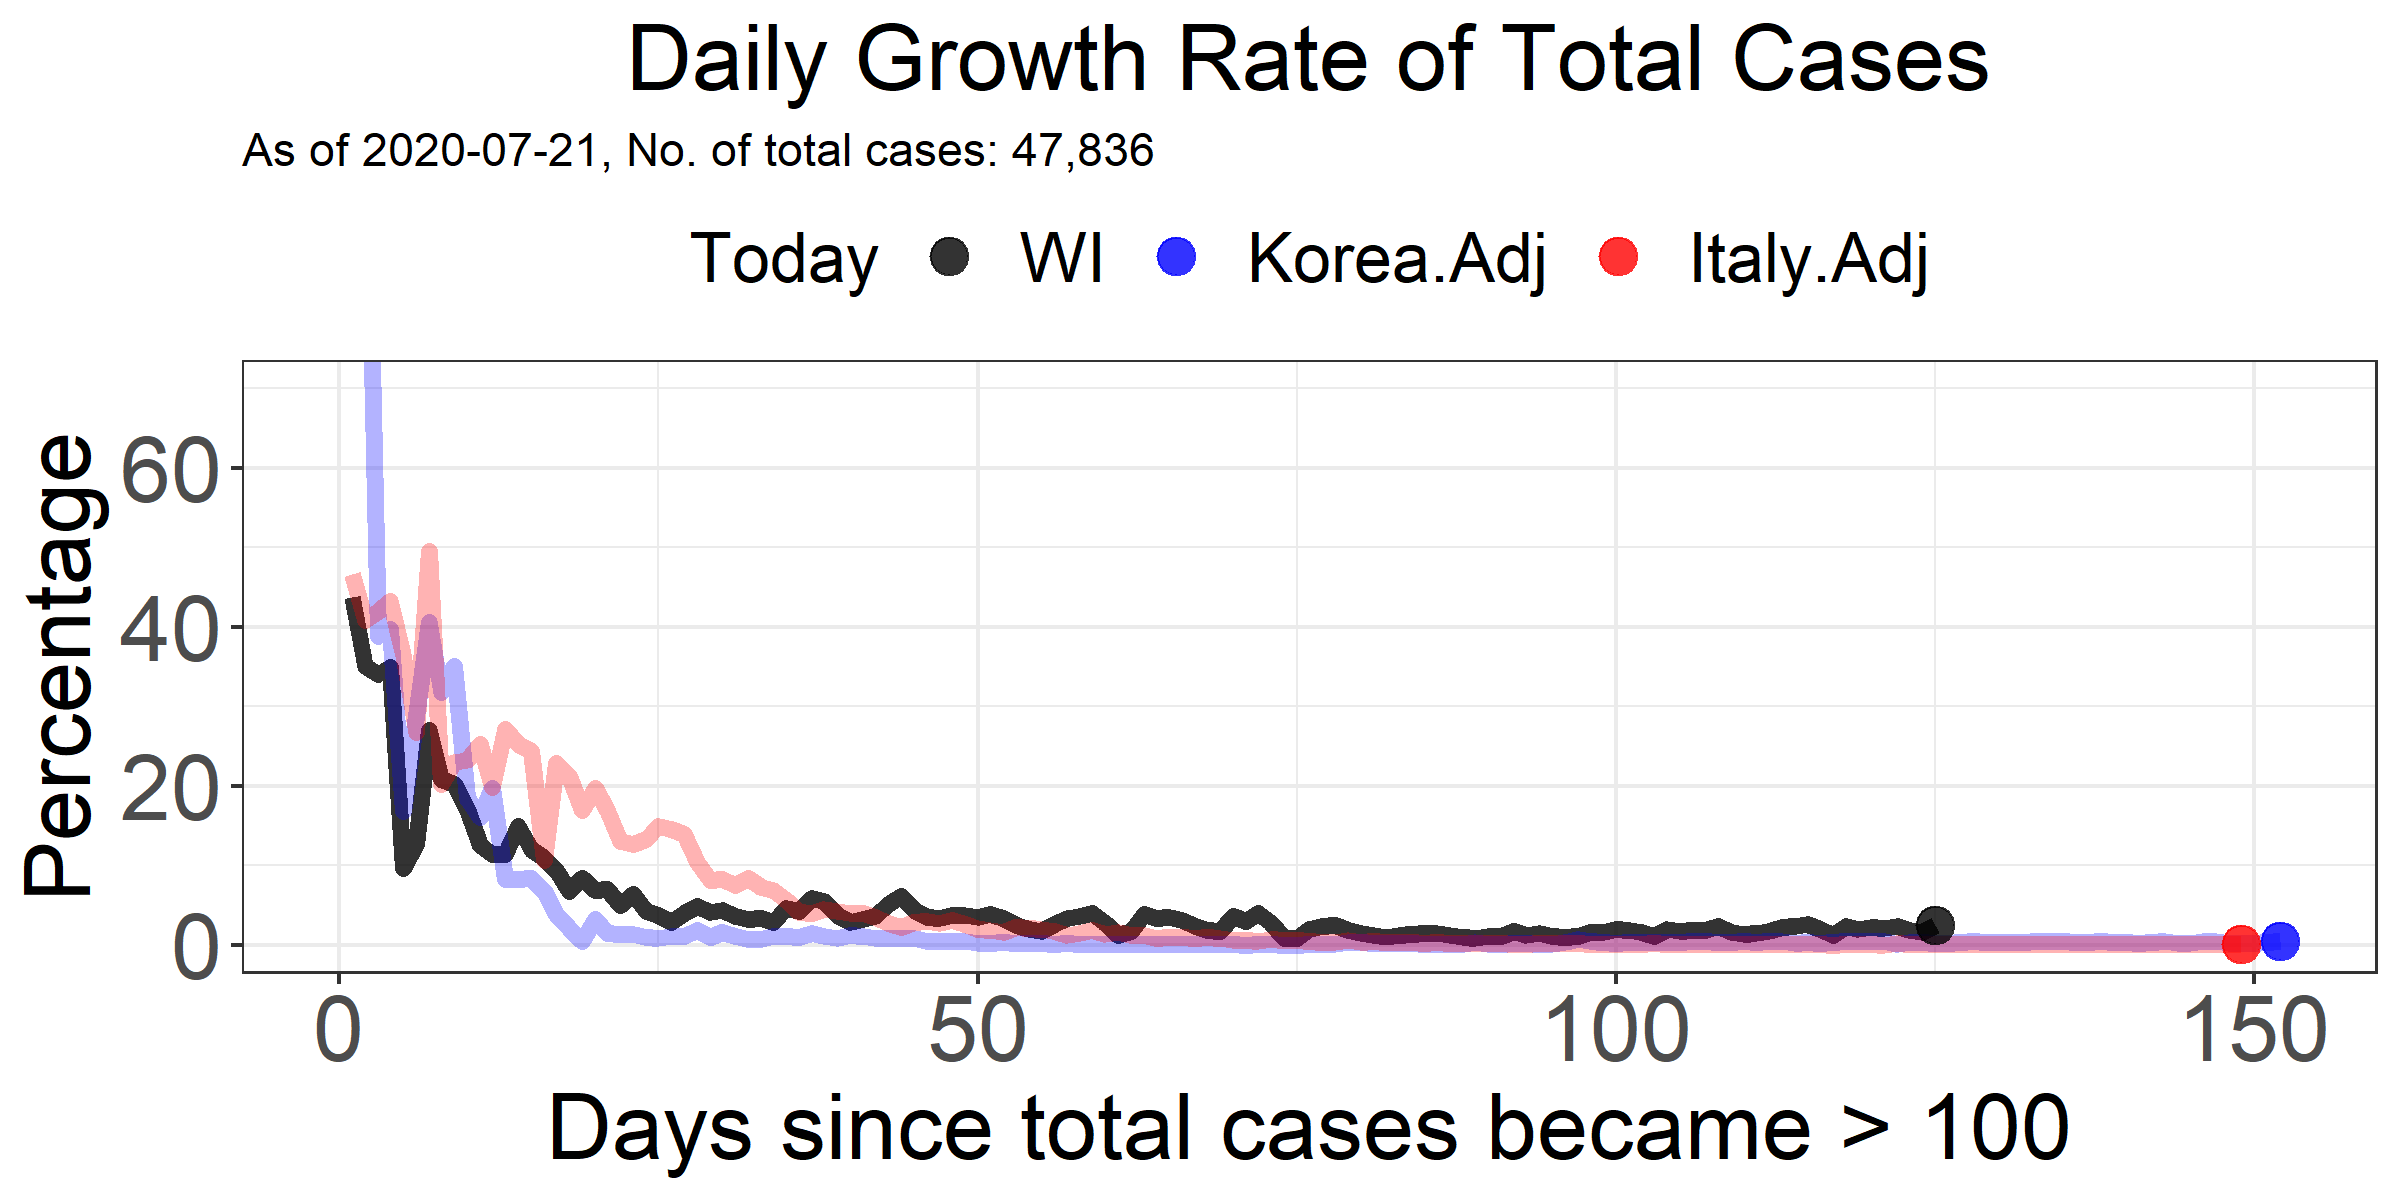 Daily Growth Rate of Total Cases
As of 2020-07-21, No. of total cases: 47,836
Today WI Korea.Adj Italy.Adj
Percentage
60
40
20
0
0 50 100 150
Days since total cases became > 100